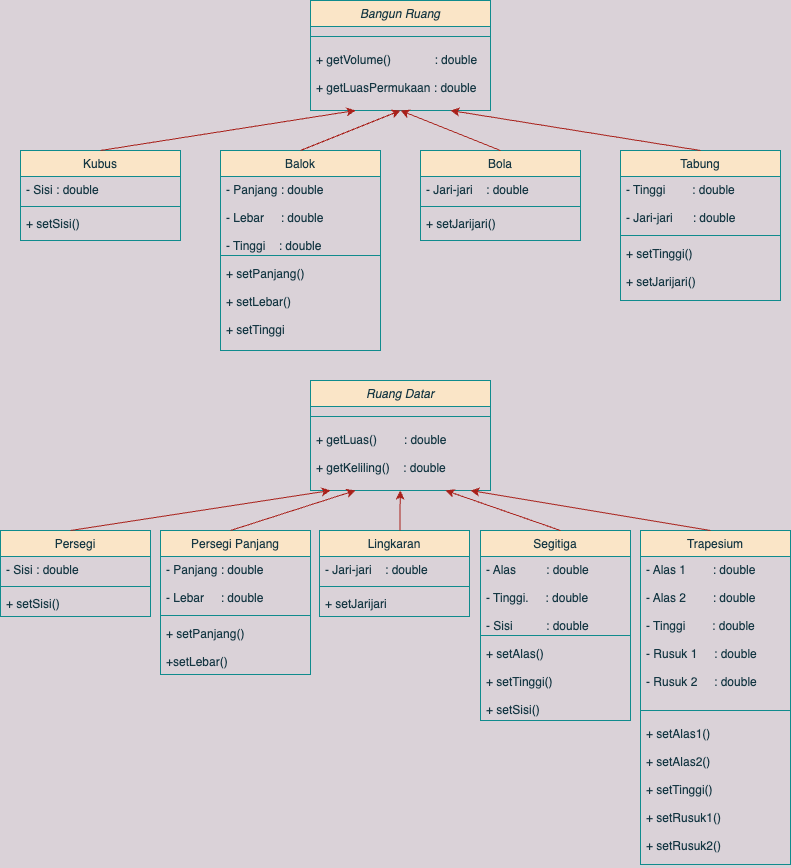 Bangun Ruang
+ getVolume() : double
+ getLuasPermukaan : double
Kubus
- Sisi : double
+ setSisi()
Balok
- Panjang : double
- Lebar : double
- Tinggi : double
+ setPanjang()
+ setLebar()
+ setTinggi
Bola
- Jari-jari : double
+ setJarijari()
Tabung
- Tinggi : double
- Jari-jari : double
+ setTinggi()
+ setJarijari()
Ruang Datar
+ getLuas() : double
+ getKeliling() : double
Persegi
- Sisi : double
+ setSisi()
Persegi Panjang
- Panjang : double
- Lebar : double
+ setPanjang()
+setLebar()
Lingkaran
- Jari-jari : double
+ setJarijari
Segitiga
- Alas : double
- Tinggi. : double
- Sisi : double
+ setAlas()
+ setTinggi()
+ setSisi()
Trapesium
- Alas 1 : double
- Alas 2 : double
- Tinggi : double
- Rusuk 1 : double
- Rusuk 2 : double
+ setAlas1()
+ setAlas2()
+ setTinggi()
+ setRusuk1()
+ setRusuk2()